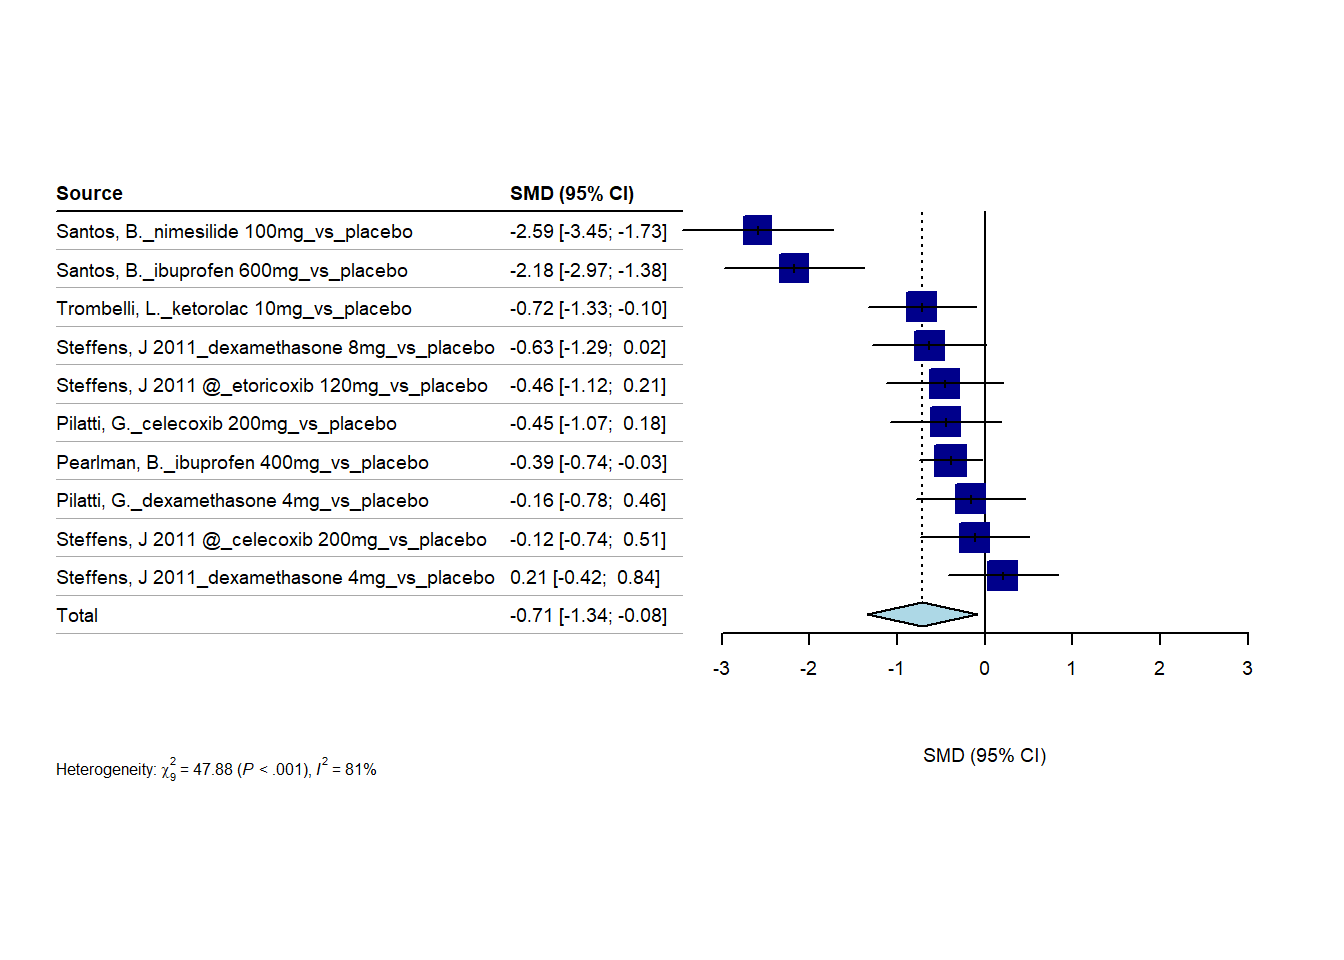 Source SMD (95% CI)
Santos, B._nimesilide 100mg_vs_placebo -2.59 [-3.45; -1.73]
Santos, B._ibuprofen 600mg_vs_placebo -2.18 [-2.97; -1.38]
Trombelli, L._ketorolac 10mg_vs_placebo -0.72 [-1.33; -0.10]
Steffens, J 2011_dexamethasone 8mg_vs_placebo -0.63 [-1.29; 0.02]
Steffens, J 2011 @_etoricoxib 120mg_vs_placebo -0.46 [-1.12; 0.21]
Pilatti, G._celecoxib 200mg_vs_placebo -0.45 [-1.07; 0.18]
Pearlman, B._ibuprofen 400mg_vs_placebo -0.39 [-0.74; -0.03]
Pilatti, G._dexamethasone 4mg_vs_placebo -0.16 [-0.78; 0.46]
Steffens, J 2011 @_celecoxib 200mg_vs_placebo -0.12 [-0.74; 0.51]
Steffens, J 2011_dexamethasone 4mg_vs_placebo 0.21 [-0.42; 0.84]
Total -0.71 [-1.34; -0.08]
-3 -2 -1 0 1 2 3
SMD (95% CI)
Heterogeneity: χ²₉ = 47.88 (P < .001), I² = 81%